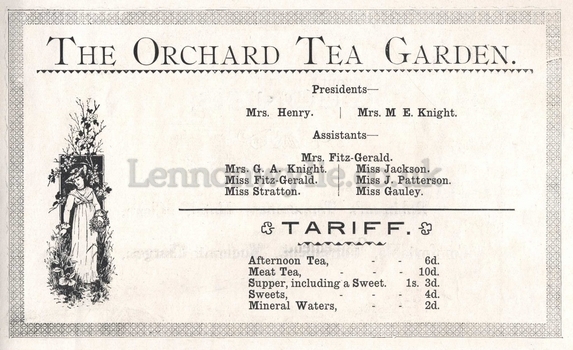 THE ORCHARD TEA GARDEN.
Presidents—
Mrs. Henry. | Mrs. M E. Knight.
Assistants—
Mrs. Fitz-Gerald.
Mrs. G. A. Knight. | Miss Jackson.
Miss Fitz-Gerald. | Miss J. Patterson.
Miss Stratton. | Miss Gauley.
TARIFF.
Afternoon Tea, 6d.
Meat Tea, - - - 10d.
Supper, including a Sweet. 1s. 3d.
Sweets, - - - 4d.
Mineral Waters, - - 2d.